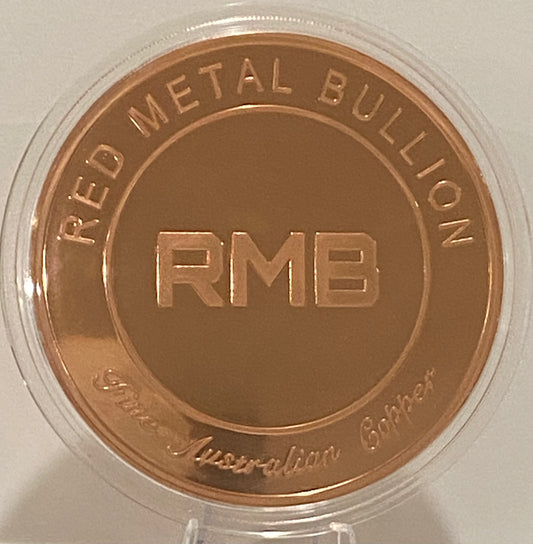 RED METAL BULLION
RMB
Fine Australian Copper